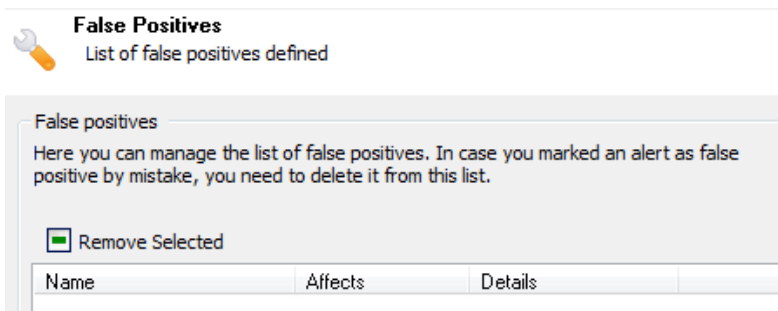 False Positives
List of false positives defined
False positives
Here you can manage the list of false positives. In case you marked an alert as false
positive by mistake, you need to delete it from this list.
Remove Selected
Name Affects Details